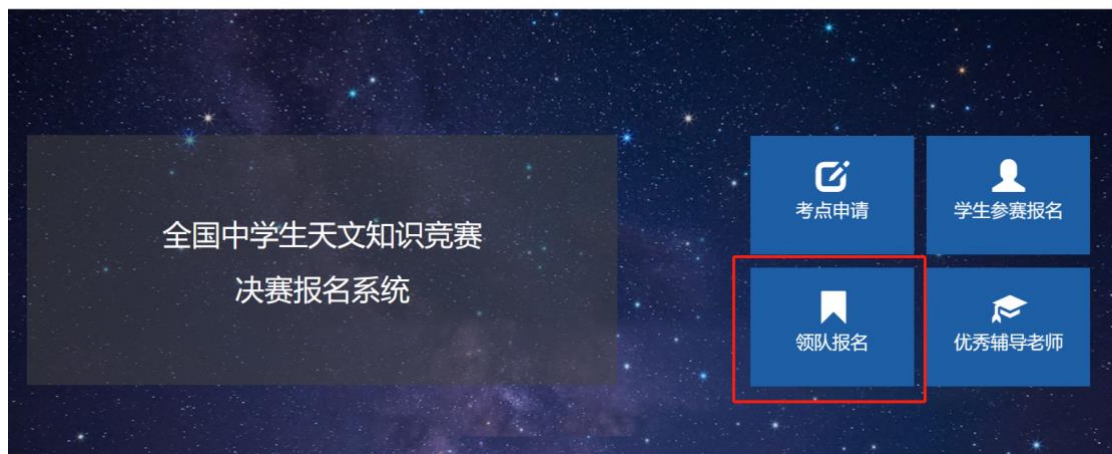 全国中学生天文知识竞赛
决赛报名系统
考点申请
学生参赛报名
领队报名
优秀辅导老师